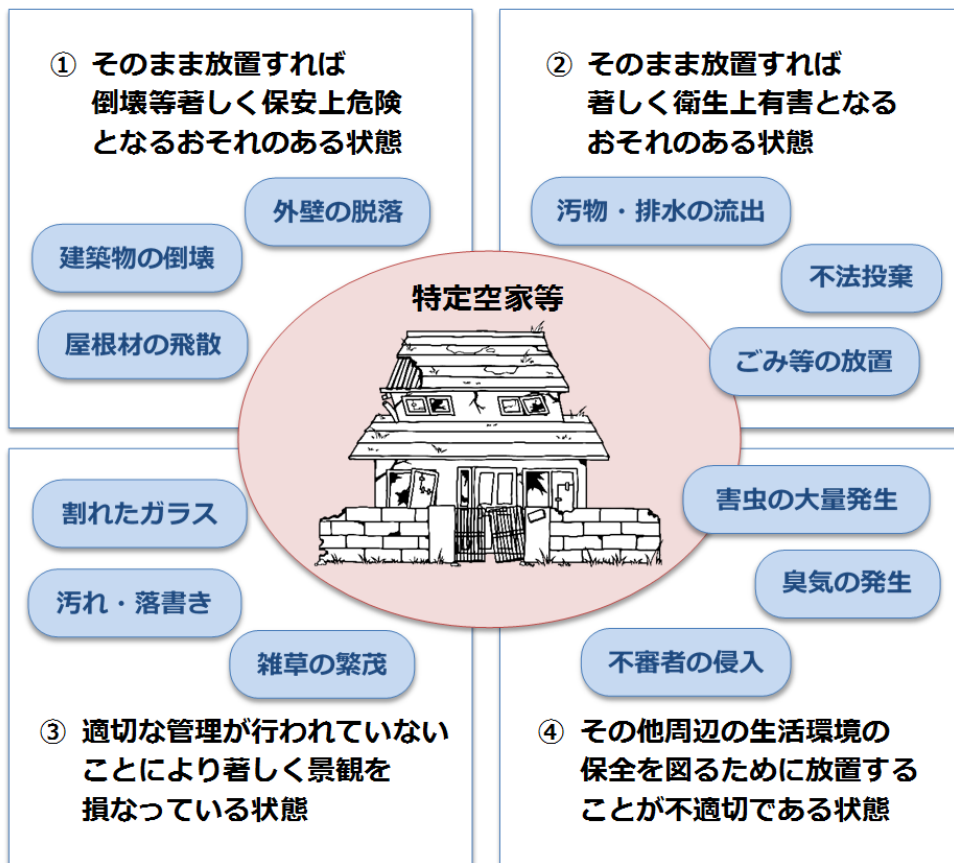 ① そのまま放置すれば
倒壊等著しく保安上危険
となるおそれのある状態
外壁の脱落
建築物の倒壊
屋根材の飛散
② そのまま放置すれば
著しく衛生上有害となる
おそれのある状態
汚物・排水の流出
不法投棄
ごみ等の放置
特定空家等
割れたガラス
汚れ・落書き
雑草の繁茂
③ 適切な管理が行われていない
ことにより著しく景観を
損なっている状態
害虫の大量発生
臭気の発生
不審者の侵入
④ その他周辺の生活環境の
保全を図るために放置する
ことが不適切である状態